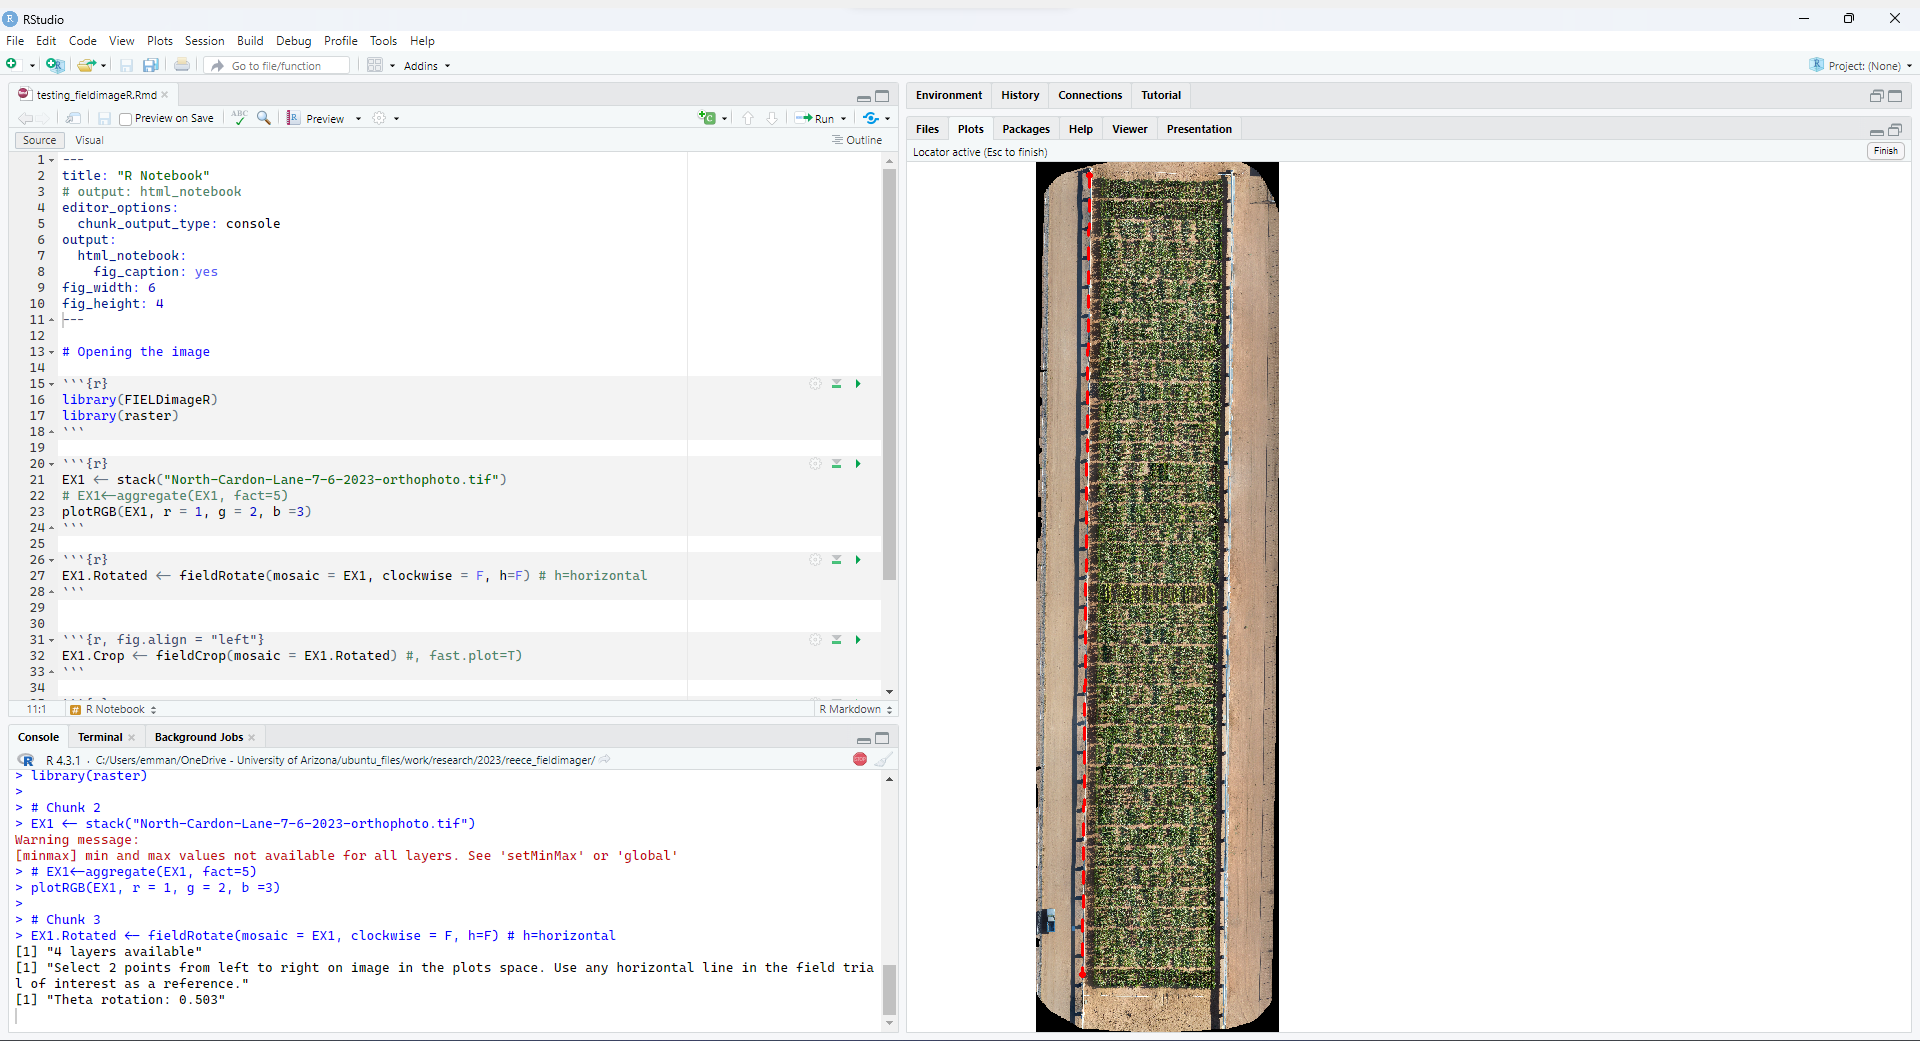 RStudio
File Edit Code View Plots Session Build Debug Profile Tools Help
Go to file/function Addins Project: (None)
testing_fieldimageR.Rmd
Preview on Save Preview Run
Source Visual Outline
1 ---
2 title: "R Notebook"
3 # output: html_notebook
4 editor_options:
5 chunk_output_type: console
6 output:
7 html_notebook:
8 fig_caption: yes
9 fig_width: 6
10 fig_height: 4
11 ---
12
13 # Opening the image
14
15 ```{r}
16 library(FIELDimageR)
17 library(raster)
18 ```
19
20 ```{r}
21 EX1 <- stack("North-Cardon-Lane-7-6-2023-orthophoto.tif")
22 # EX1<-aggregate(EX1, fact=5)
23 plotRGB(EX1, r = 1, g = 2, b =3)
24 ```
25
26 ```{r}
27 EX1.Rotated <- fieldRotate(mosaic = EX1, clockwise = F, h=F) # h=horizontal
28 ```
29
30
31 ```{r, fig.align = "left"}
32 EX1.Crop <- fieldCrop(mosaic = EX1.Rotated) #, fast.plot=T)
33 ```
34
11:1 # R Notebook R Markdown
Console Terminal Background Jobs
R 4.3.1 · C:/Users/emman/OneDrive - University of Arizona/ubuntu_files/work/research/2023/reece_fieldimager/
> library(raster)
>
> # Chunk 2
> EX1 <- stack("North-Cardon-Lane-7-6-2023-orthophoto.tif")
Warning message:
[minmax] min and max values not available for all layers. See 'setMinMax' or 'global'
> # EX1<-aggregate(EX1, fact=5)
> plotRGB(EX1, r = 1, g = 2, b =3)
>
> # Chunk 3
> EX1.Rotated <- fieldRotate(mosaic = EX1, clockwise = F, h=F) # h=horizontal
[1] "4 layers available"
[1] "Select 2 points from left to right on image in the plots space. Use any horizontal line in the field tria
l of interest as a reference."
[1] "Theta rotation: 0.503"
Environment History Connections Tutorial
Files Plots Packages Help Viewer Presentation
Locator active (Esc to finish) Finish